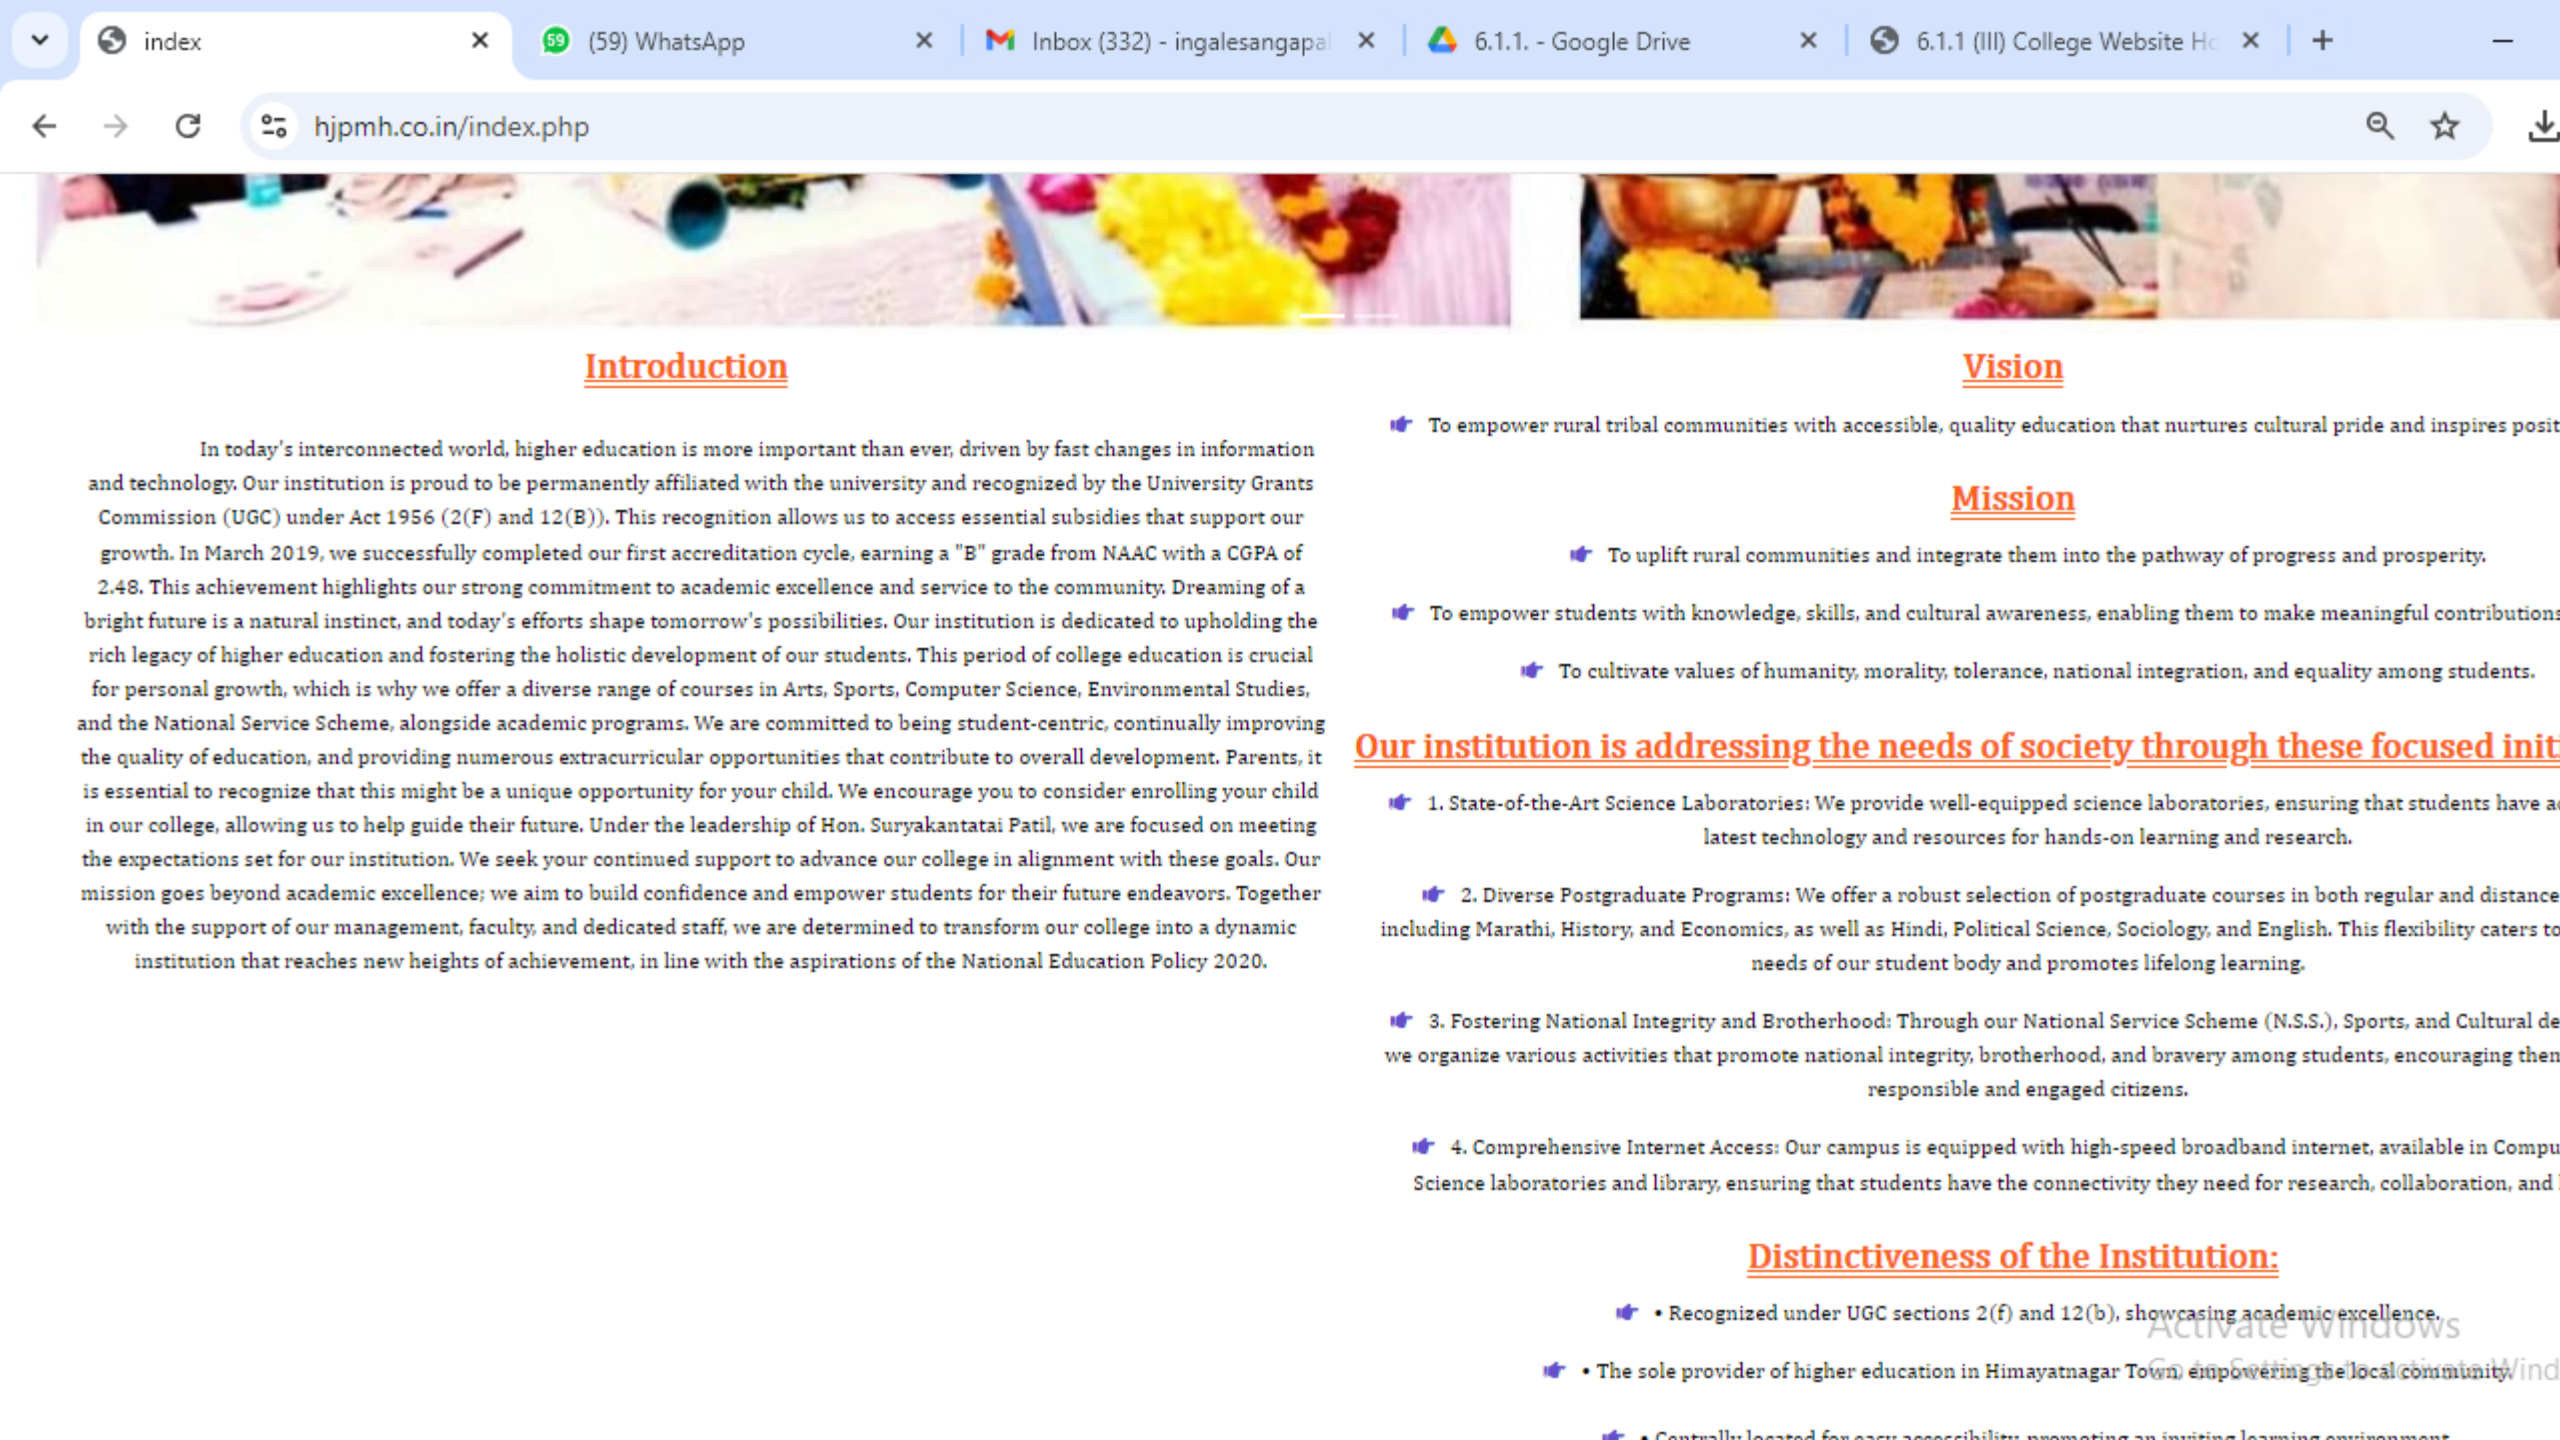 index
(59) WhatsApp
Inbox (332) - ingalesangapal
6.1.1. - Google Drive
6.1.1 (III) College Website Ho
hjpmh.co.in/index.php
Introduction
In today's interconnected world, higher education is more important than ever, driven by fast changes in information
and technology. Our institution is proud to be permanently affiliated with the university and recognized by the University Grants
Commission (UGC) under Act 1956 (2(F) and 12(B)). This recognition allows us to access essential subsidies that support our
growth. In March 2019, we successfully completed our first accreditation cycle, earning a "B" grade from NAAC with a CGPA of
2.48. This achievement highlights our strong commitment to academic excellence and service to the community. Dreaming of a
bright future is a natural instinct, and today's efforts shape tomorrow's possibilities. Our institution is dedicated to upholding the
rich legacy of higher education and fostering the holistic development of our students. This period of college education is crucial
for personal growth, which is why we offer a diverse range of courses in Arts, Sports, Computer Science, Environmental Studies,
and the National Service Scheme, alongside academic programs. We are committed to being student-centric, continually improving
the quality of education, and providing numerous extracurricular opportunities that contribute to overall development. Parents, it
is essential to recognize that this might be a unique opportunity for your child. We encourage you to consider enrolling your child
in our college, allowing us to help guide their future. Under the leadership of Hon. Suryakantatai Patil, we are focused on meeting
the expectations set for our institution. We seek your continued support to advance our college in alignment with these goals. Our
mission goes beyond academic excellence; we aim to build confidence and empower students for their future endeavors. Together
with the support of our management, faculty, and dedicated staff, we are determined to transform our college into a dynamic
institution that reaches new heights of achievement, in line with the aspirations of the National Education Policy 2020.
Vision
To empower rural tribal communities with accessible, quality education that nurtures cultural pride and inspires posit
Mission
To uplift rural communities and integrate them into the pathway of progress and prosperity.
To empower students with knowledge, skills, and cultural awareness, enabling them to make meaningful contributions
To cultivate values of humanity, morality, tolerance, national integration, and equality among students.
Our institution is addressing the needs of society through these focused initi
1. State-of-the-Art Science Laboratories: We provide well-equipped science laboratories, ensuring that students have ac
latest technology and resources for hands-on learning and research.
2. Diverse Postgraduate Programs: We offer a robust selection of postgraduate courses in both regular and distance
including Marathi, History, and Economics, as well as Hindi, Political Science, Sociology, and English. This flexibility caters to
needs of our student body and promotes lifelong learning.
3. Fostering National Integrity and Brotherhood: Through our National Service Scheme (N.S.S.), Sports, and Cultural de
we organize various activities that promote national integrity, brotherhood, and bravery among students, encouraging then
responsible and engaged citizens.
4. Comprehensive Internet Access: Our campus is equipped with high-speed broadband internet, available in Compu
Science laboratories and library, ensuring that students have the connectivity they need for research, collaboration, and
Distinctiveness of the Institution:
• Recognized under UGC sections 2(f) and 12(b), showcasing academic excellence.
Activate Windows
• The sole provider of higher education in Himayatnagar Town, empowering the local community.
Go to Settings to activate Wind
• Centrally located for easy accessibility, promoting an inviting learning environment